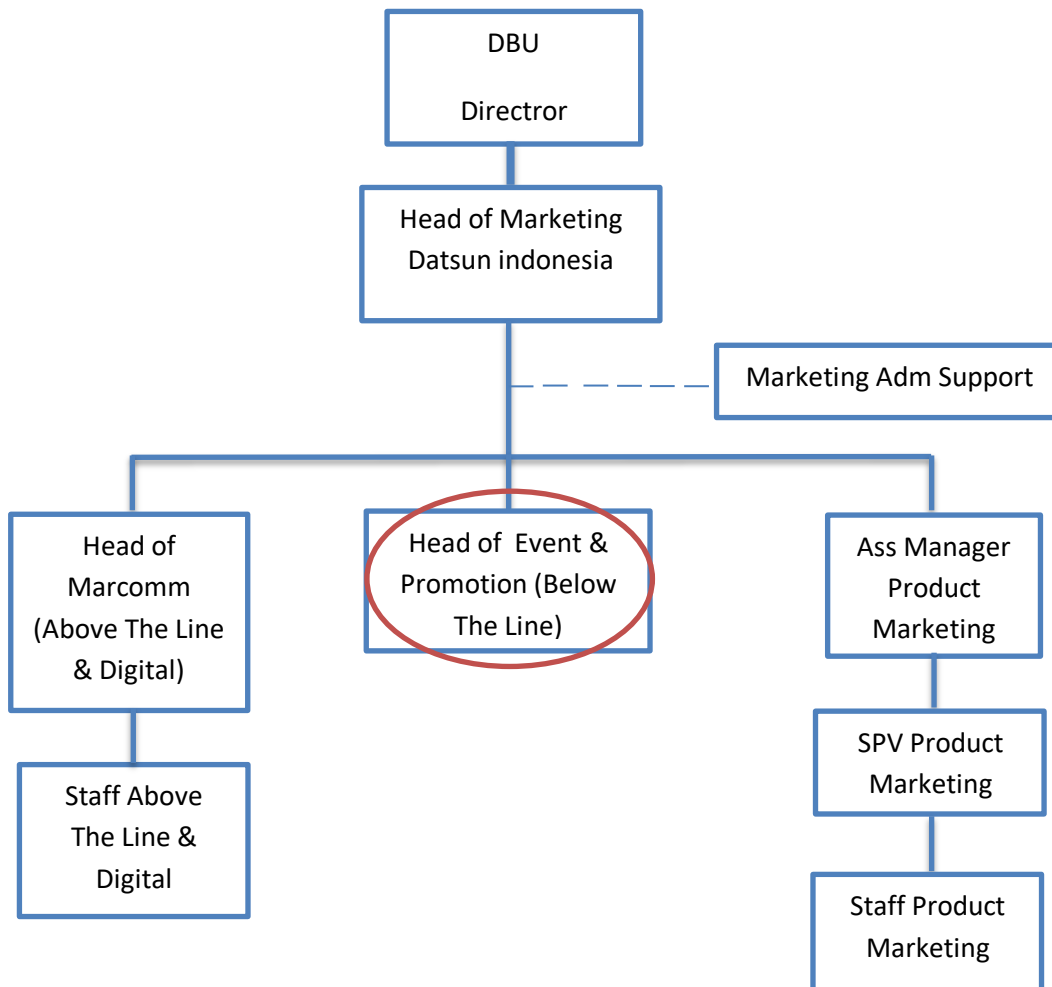 DBU
Directror
Head of Marketing
Datsun indonesia
Marketing Adm Support
Head of
Marcomm
(Above The Line
& Digital)
Head of  Event &
Promotion (Below
The Line)
Ass Manager
Product
Marketing
SPV Product
Marketing
Staff Above
The Line &
Digital
Staff Product
Marketing